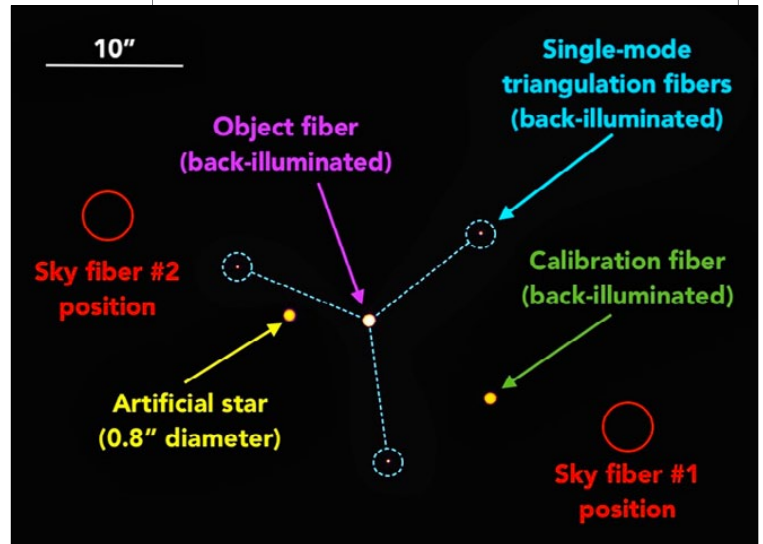 10”
Single-mode
triangulation fibers
(back-illuminated)
Object fiber
(back-illuminated)
Sky fiber #2
position
Calibration fiber
(back-illuminated)
Artificial star
(0.8” diameter)
Sky fiber #1
position